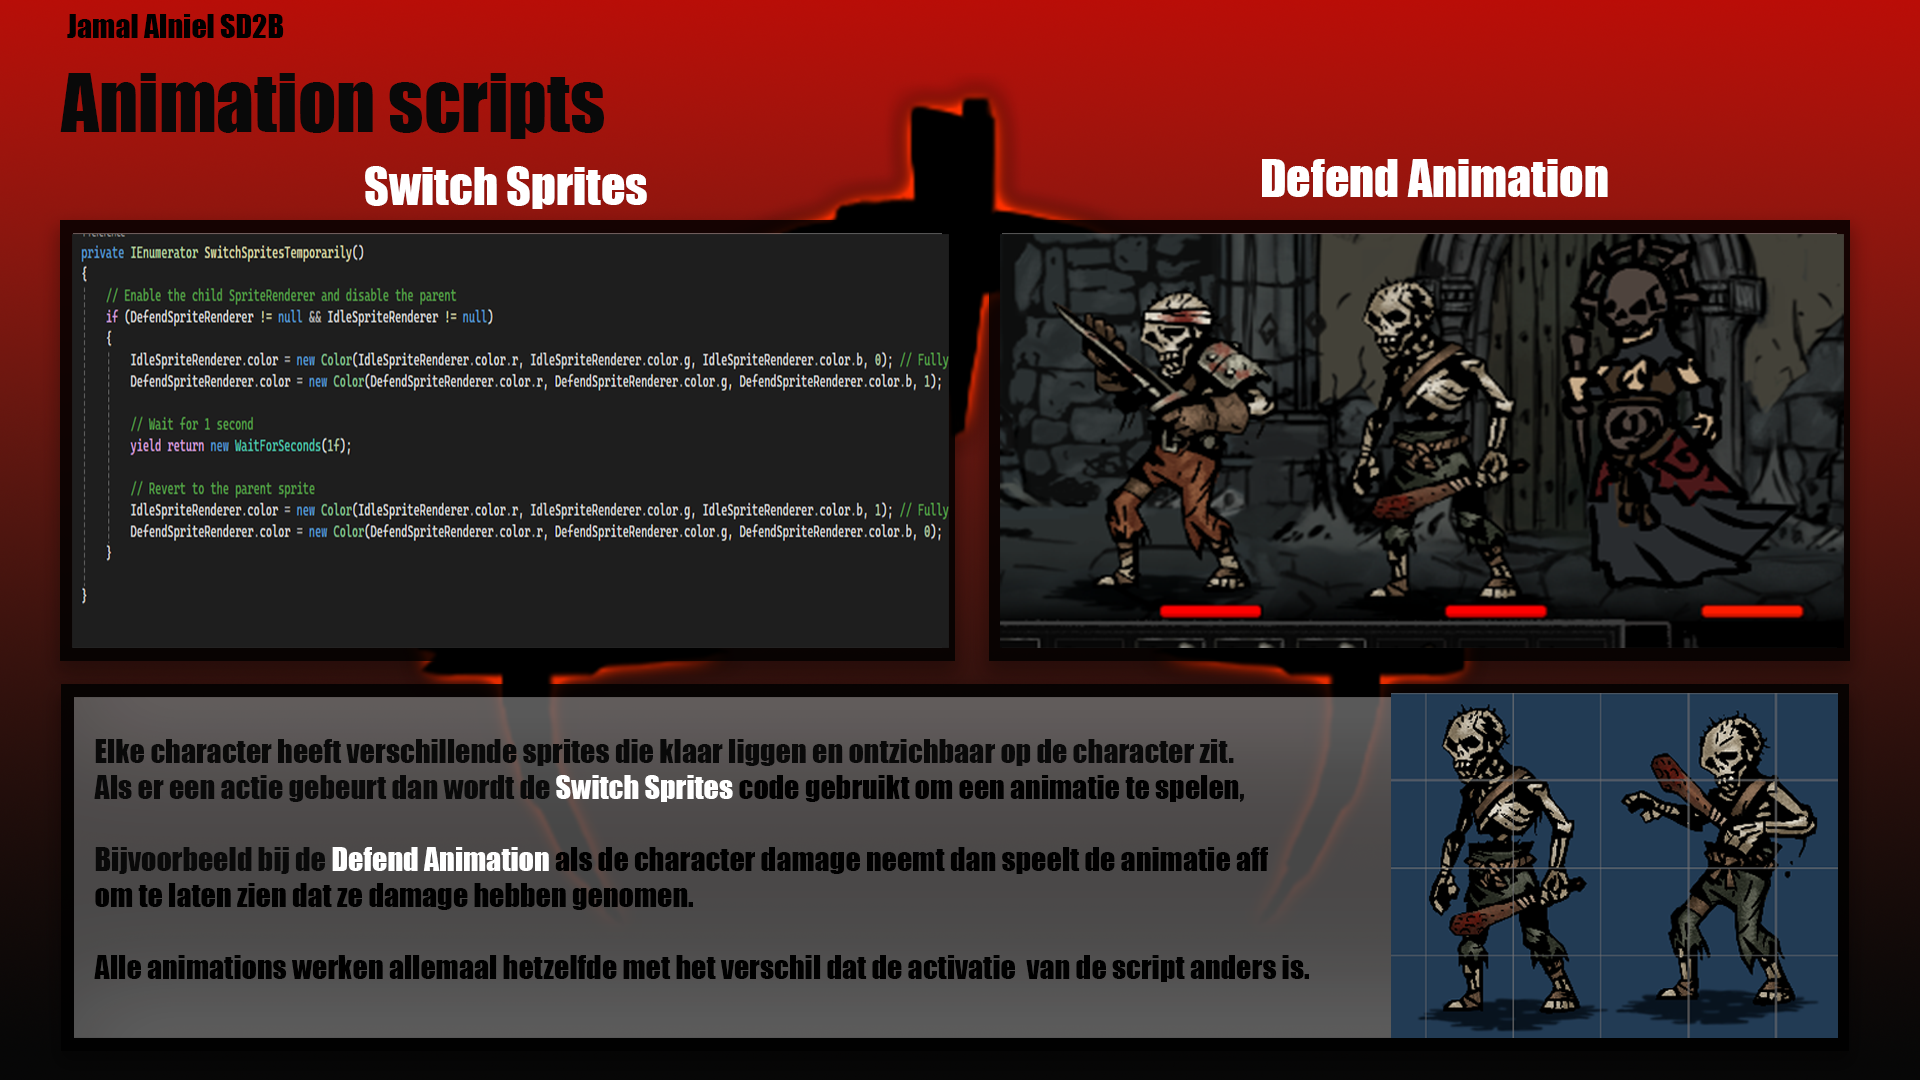 Jamal Alniel SD2B
Animation scripts
Switch Sprites
private IEnumerator SwitchSpritesTemporarily()
{
// Enable the child SpriteRenderer and disable the parent
if (DefendSpriteRenderer != null && IdleSpriteRenderer != null)
{
IdleSpriteRenderer.color = new Color(IdleSpriteRenderer.color.r, IdleSpriteRenderer.color.g, IdleSpriteRenderer.color.b, 0); // Fully
DefendSpriteRenderer.color = new Color(DefendSpriteRenderer.color.r, DefendSpriteRenderer.color.g, DefendSpriteRenderer.color.b, 1);
// Wait for 1 second
yield return new WaitForSeconds(1f);
// Revert to the parent sprite
IdleSpriteRenderer.color = new Color(IdleSpriteRenderer.color.r, IdleSpriteRenderer.color.g, IdleSpriteRenderer.color.b, 1); // Fully
DefendSpriteRenderer.color = new Color(DefendSpriteRenderer.color.r, DefendSpriteRenderer.color.g, DefendSpriteRenderer.color.b, 0);
}
}
Defend Animation
Elke character heeft verschillende sprites die klaar liggen en ontzichbaar op de character zit.
Als er een actie gebeurt dan wordt de Switch Sprites code gebruikt om een animatie te spelen,
Bijvoorbeeld bij de Defend Animation als de character damage neemt dan speelt de animatie aff
om te laten zien dat ze damage hebben genomen.
Alle animations werken allemaal hetzelfde met het verschil dat de activatie  van de script anders is.